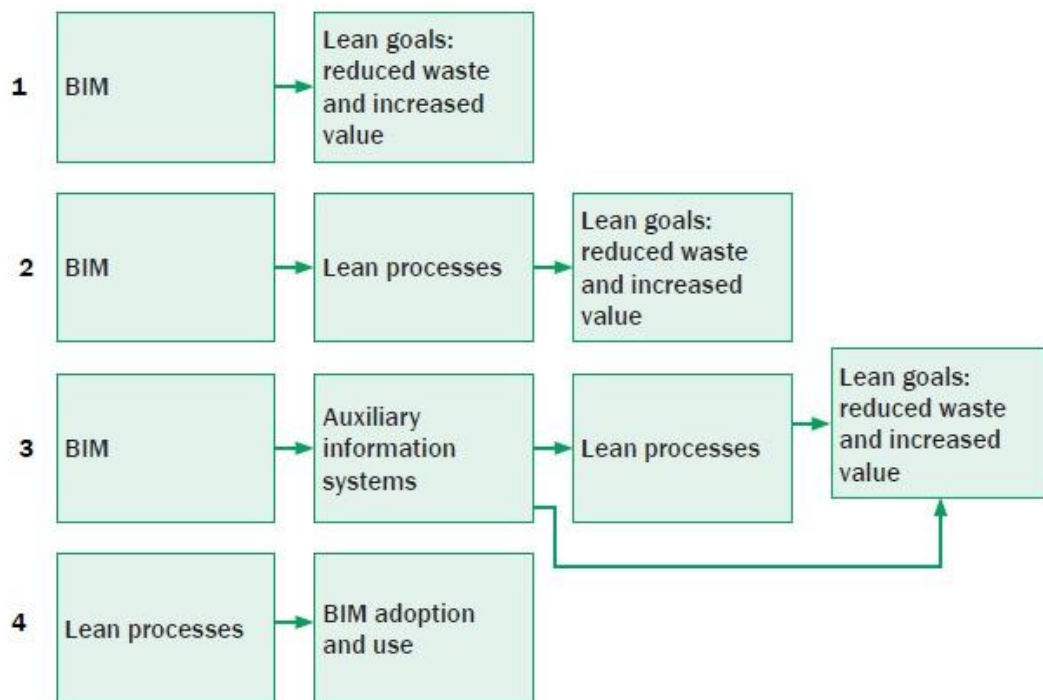 1
BIM
Lean goals:
reduced waste
and increased
value
2
BIM
Lean processes
Lean goals:
reduced waste
and increased
value
3
BIM
Auxiliary
information
systems
Lean processes
Lean goals:
reduced waste
and increased
value
4
Lean processes
BIM adoption
and use